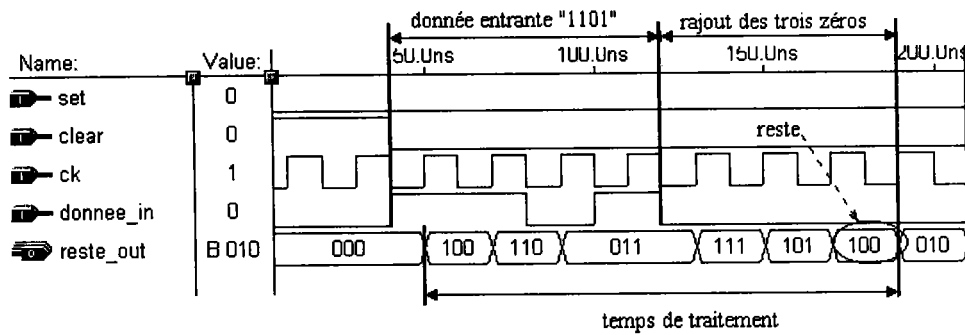 donnée entrante "1101" rajout des trois zéros
Name: Value: 50.0ns 100.0ns 150.0ns 200.0ns
set 0
clear 0
reste
ck 1
donnee_in 0
reste_out B 010 000 100 110 011 111 101 100 010
temps de traitement